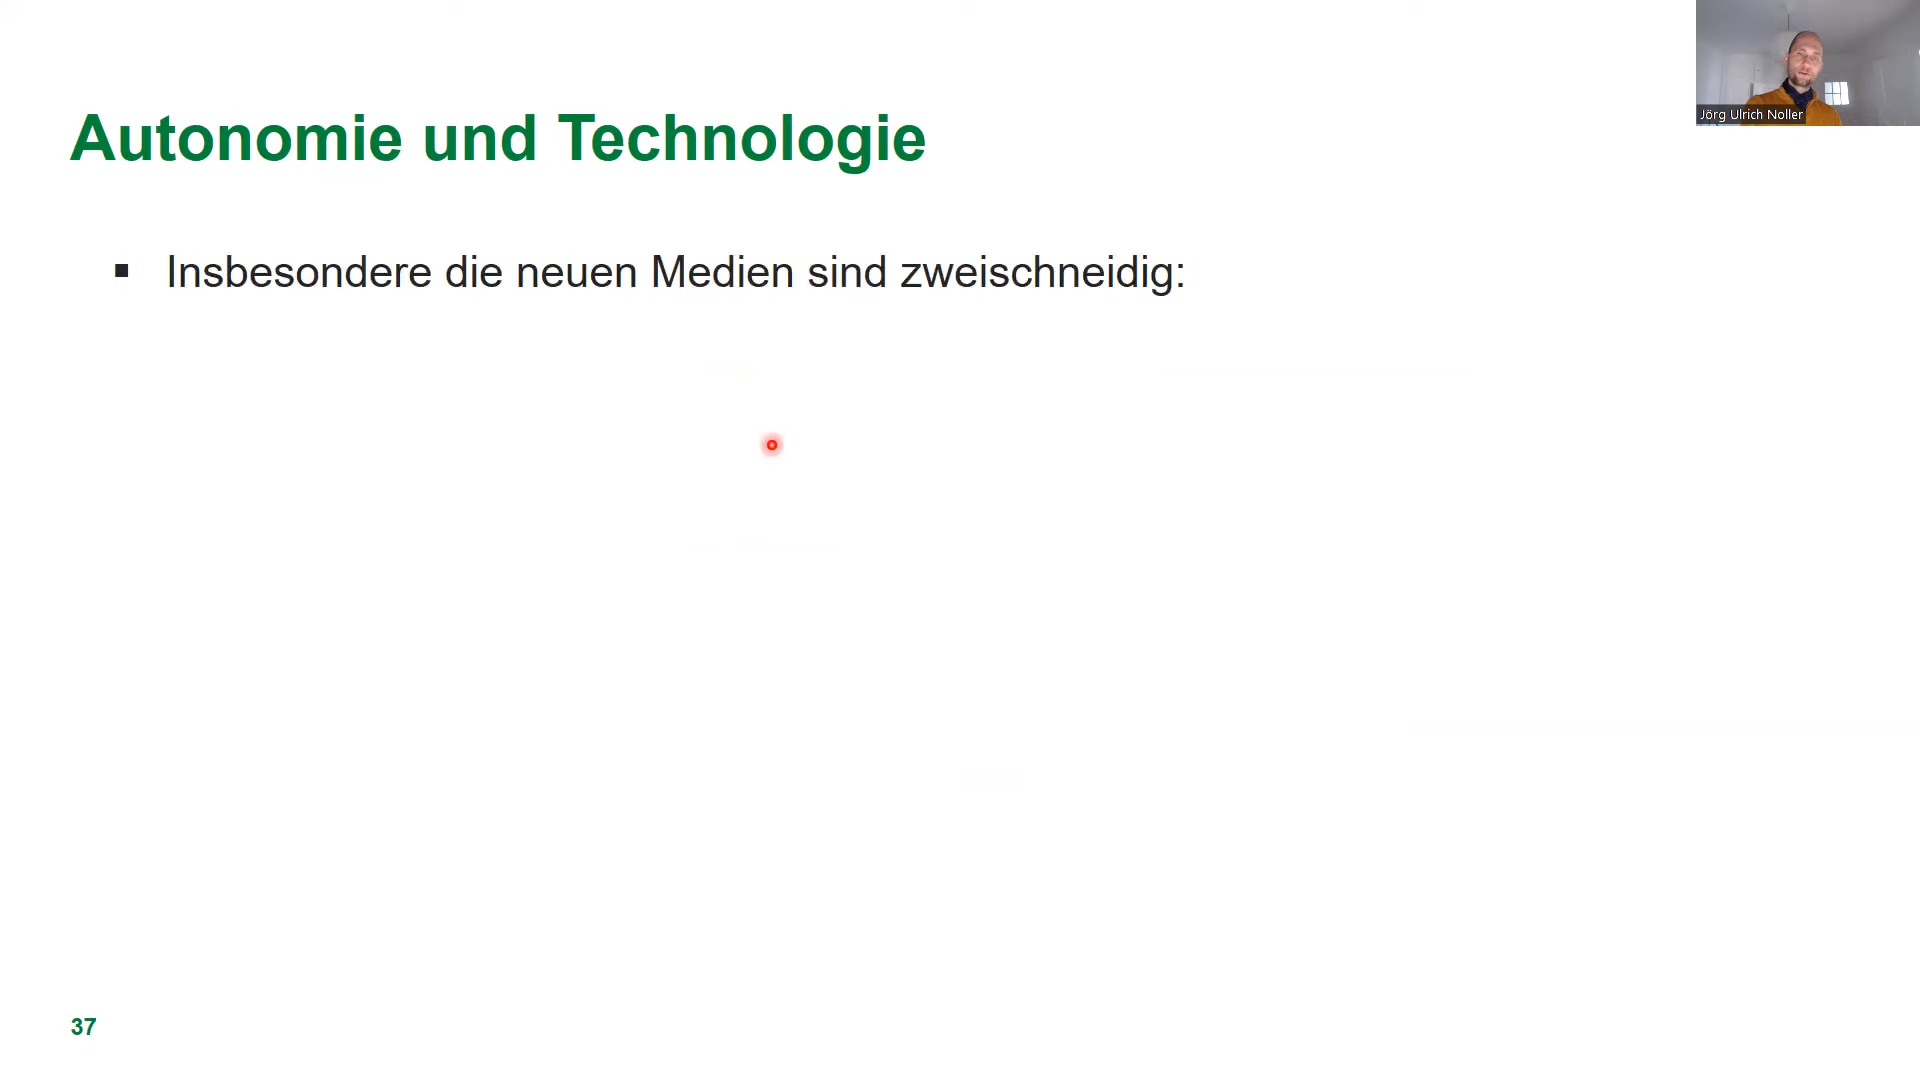 Jörg Ulrich Noller
Autonomie und Technologie
▪ Insbesondere die neuen Medien sind zweischneidig:
37